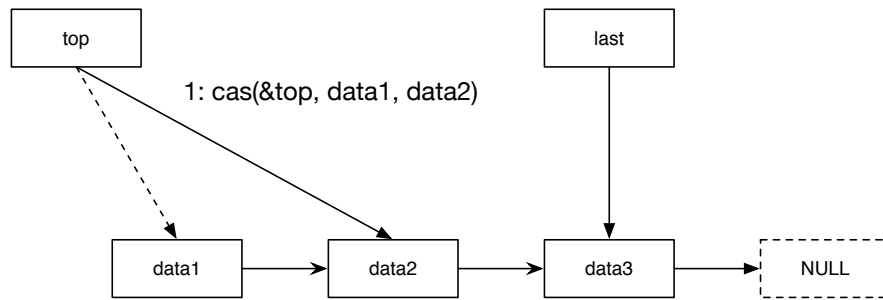 top
last
1: cas(&top, data1, data2)
data1
data2
data3
NULL